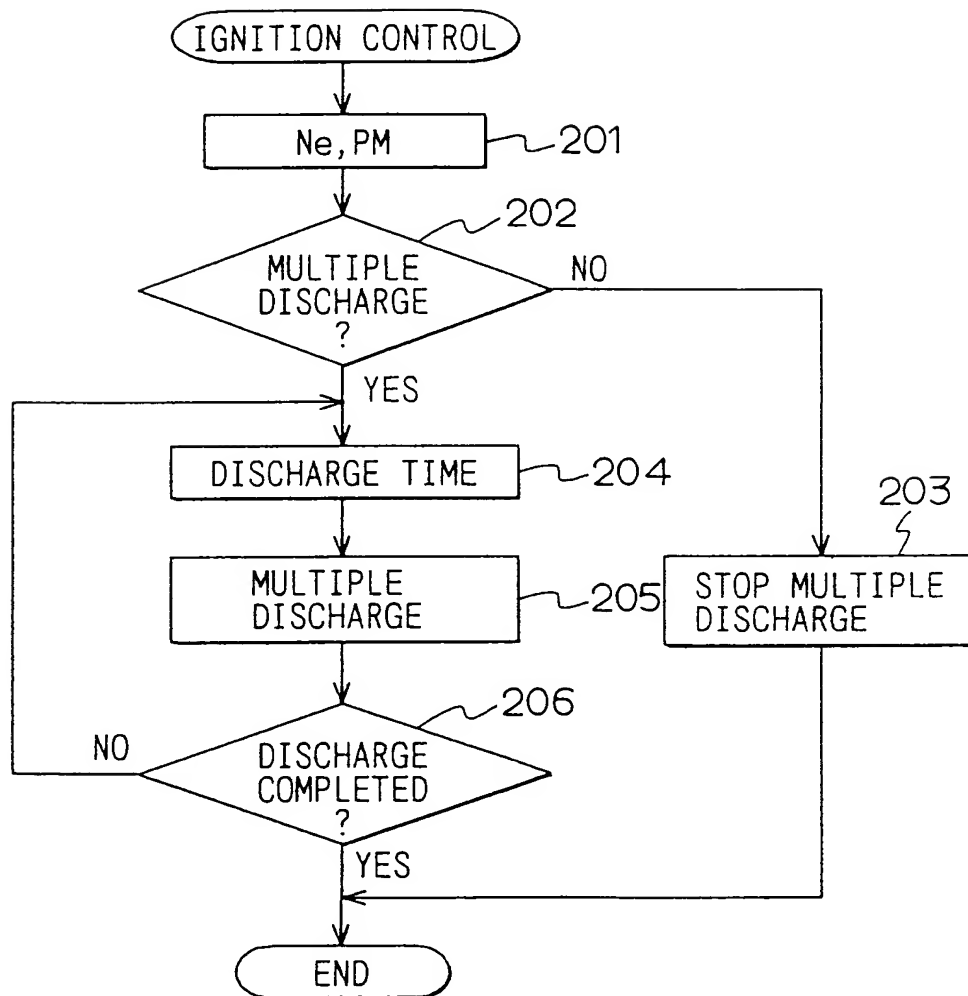 IGNITION CONTROL
Ne,PM
201
202
MULTIPLE
DISCHARGE
?
NO
YES
DISCHARGE TIME
204
203
MULTIPLE
DISCHARGE
205
STOP MULTIPLE
DISCHARGE
206
NO
DISCHARGE
COMPLETED
?
YES
END